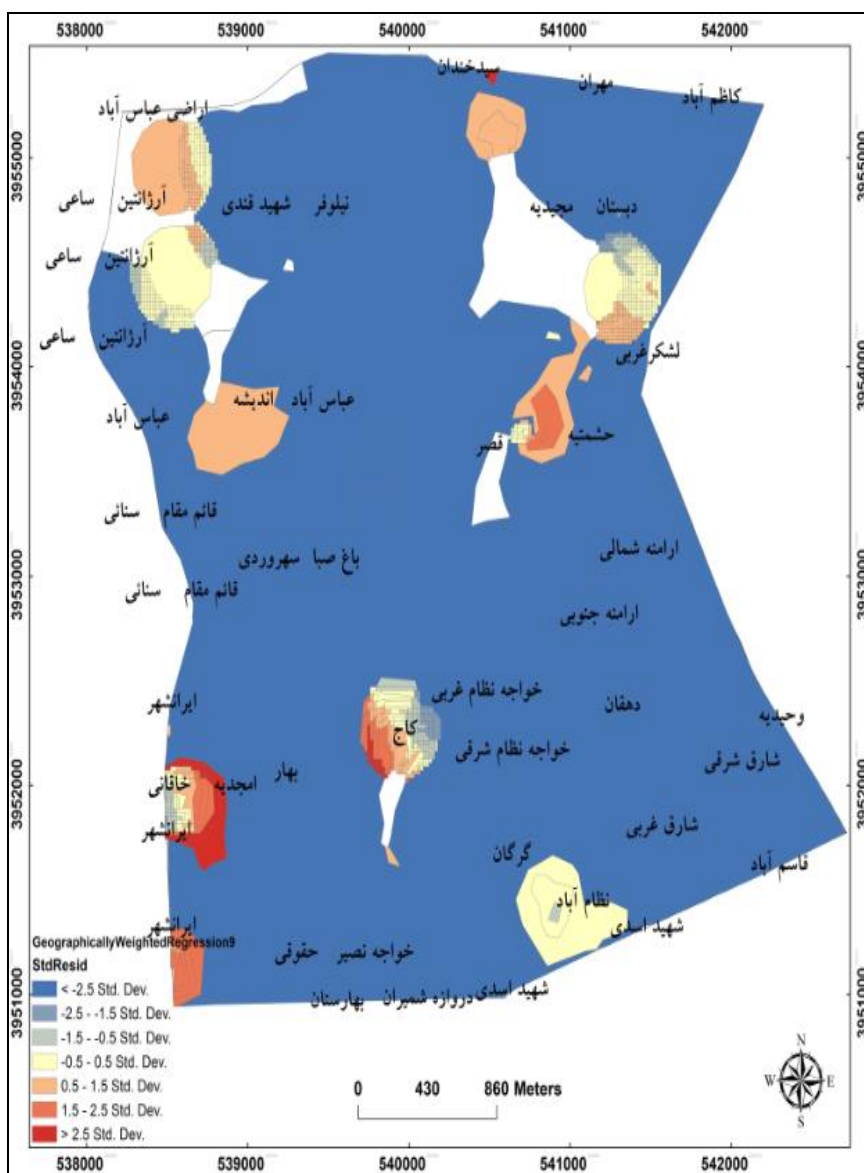 538000 539000 540000 541000 542000
3955000
3954000
3953000
3952000
3951000
سیدخندان
مهران
کاظم آباد
اراضی عباس آباد
آرژانتین ساعی
نیلوفر شهید قندی
دبستان مجیدیه
آرژانتین ساعی
آرژانتین ساعی
لشکرغربی
عباس آباد اندیشه
عباس آباد
حشمتیه
قصر
قائم مقام سنائی
باغ صبا سهروردی
ارامنه شمالی
قائم مقام سنائی
ارامنه جنوبی
ایرانشهر
خواجه نظام غربی
دهقان
وحیدیه
کاج
خواجه نظام شرقی
شارق شرقی
بهار
امجدیه خاقانی
ایرانشهر
شارق غربی
گرگان
قاسم آباد
نظام آباد
ایرانشهر
شهید اسدی
خواجه نصیر حقوقی
شهید اسدی
دروازه شمیران بهارستان
GeographicallyWeightedRegression9
StdResid
< -2.5 Std. Dev.
-2.5 - -1.5 Std. Dev.
-1.5 - -0.5 Std. Dev.
-0.5 - 0.5 Std. Dev.
0.5 - 1.5 Std. Dev.
1.5 - 2.5 Std. Dev.
> 2.5 Std. Dev.
0 430 860 Meters
N
W E
S
3955000
3954000
3953000
3952000
3951000
538000 539000 540000 541000 542000